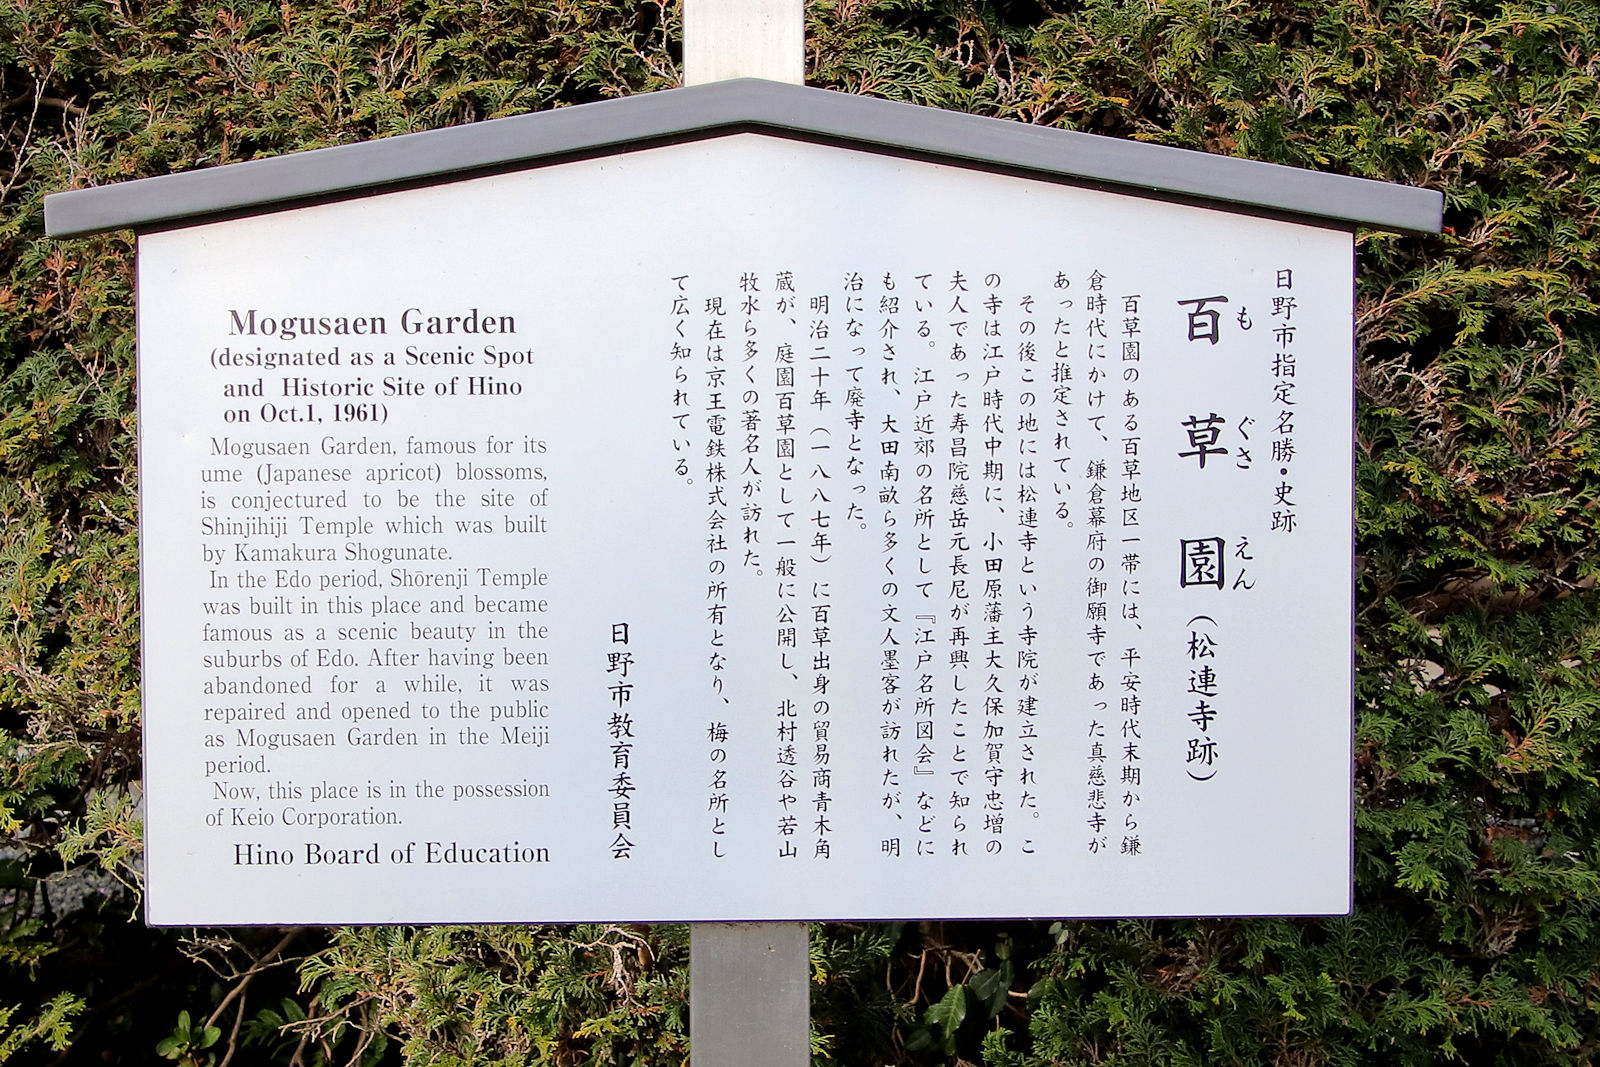 日野市指定名勝・史跡
百草園(松連寺跡)
もぐさえん
百草園のある百草地区一帯には、平安時代末期から鎌
倉時代にかけて、鎌倉幕府の御願寺であった真慈悲寺が
あったと推定されている。
その後この地には松連寺という寺院が建立された。こ
の寺は江戸時代中期に、小田原藩主大久保加賀守忠増の
夫人であった寿昌院慈岳元長尼が再興したことで知られ
ている。江戸近郊の名所として『江戸名所図会』などに
も紹介され、大田南畝ら多くの文人墨客が訪れたが、明
治になって廃寺となった。
明治二十年(一八八七年)に百草出身の貿易商青木角
蔵が、庭園百草園として一般に公開し、北村透谷や若山
牧水ら多くの著名人が訪れた。
現在は京王電鉄株式会社の所有となり、梅の名所とし
て広く知られている。
日野市教育委員会
Mogusaen Garden
(designated as a Scenic Spot
and Historic Site of Hino
on Oct.1, 1961)
Mogusaen Garden, famous for its
ume (Japanese apricot) blossoms,
is conjectured to be the site of
Shinjihiji Temple which was built
by Kamakura Shogunate.
In the Edo period, Shōrenji Temple
was built in this place and became
famous as a scenic beauty in the
suburbs of Edo. After having been
abandoned for a while, it was
repaired and opened to the public
as Mogusaen Garden in the Meiji
period.
Now, this place is in the possession
of Keio Corporation.
Hino Board of Education